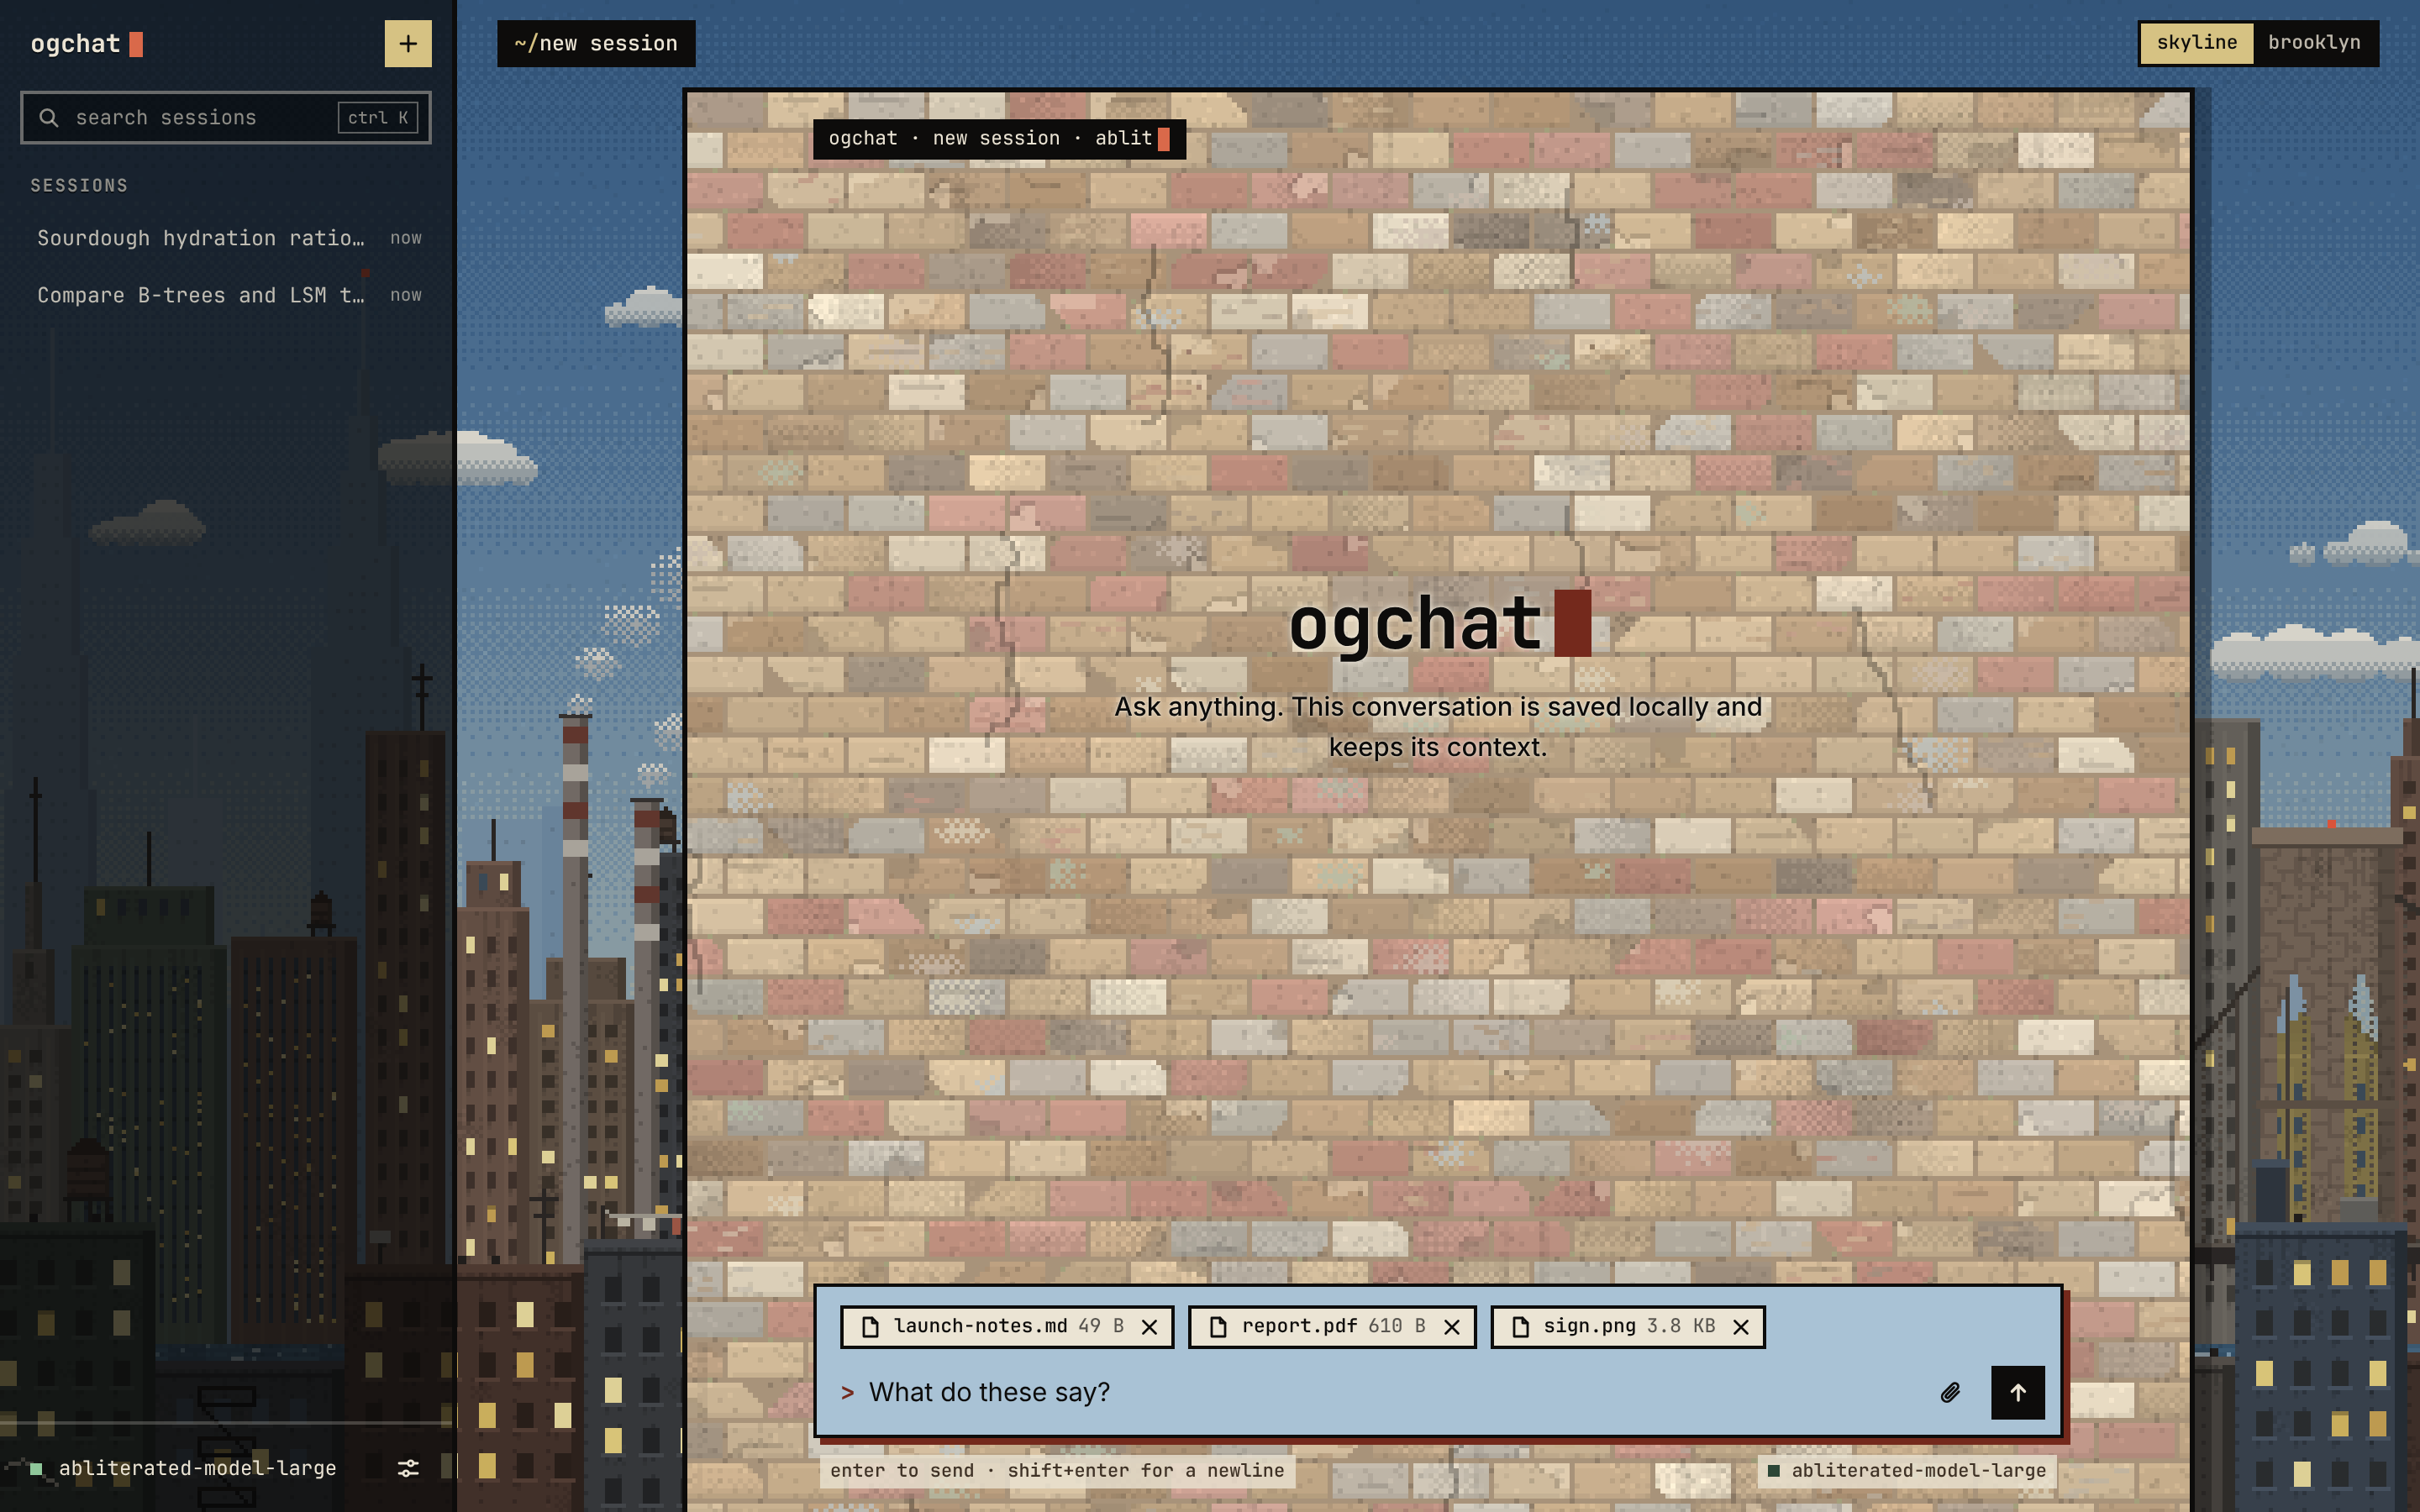 ogchat
+
search sessions ctrl K
SESSIONS
Sourdough hydration ratio… now
Compare B-trees and LSM t… now
abliterated-model-large
~/new session
skyline brooklyn
ogchat · new session · ablit
ogchat
Ask anything. This conversation is saved locally and
keeps its context.
launch-notes.md 49 B report.pdf 610 B sign.png 3.8 KB
> What do these say?
enter to send · shift+enter for a newline
abliterated-model-large